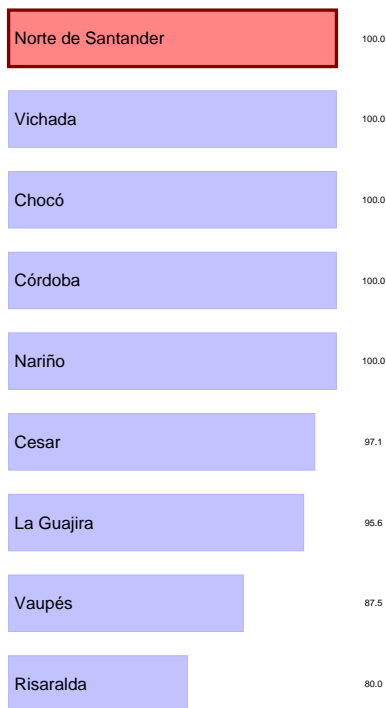 Norte de Santander 100.0
Vichada 100.0
Chocó 100.0
Córdoba 100.0
Nariño 100.0
Cesar 97.1
La Guajira 95.6
Vaupés 87.5
Risaralda 80.0